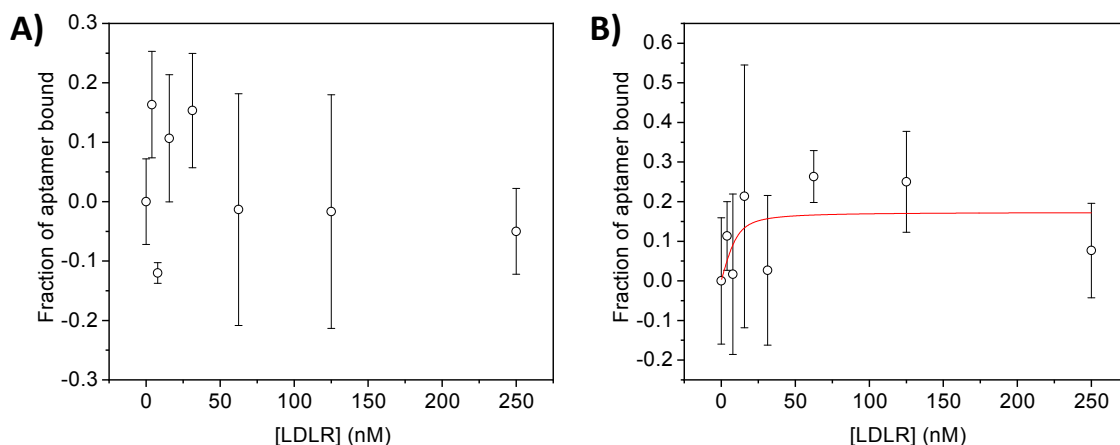 A)
Fraction of aptamer bound
0.3
0.2
0.1
0.0
-0.1
-0.2
-0.3
0 50 100 150 200 250
[LDLR] (nM)
B)
Fraction of aptamer bound
0.6
0.5
0.4
0.3
0.2
0.1
0.0
-0.1
-0.2
0 50 100 150 200 250
[LDLR] (nM)